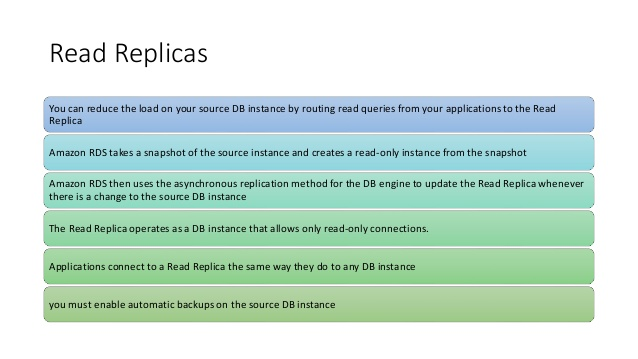 Read Replicas
You can reduce the load on your source DB instance by routing read queries from your applications to the Read
Replica
Amazon RDS takes a snapshot of the source instance and creates a read-only instance from the snapshot
Amazon RDS then uses the asynchronous replication method for the DB engine to update the Read Replica whenever
there is a change to the source DB instance
The Read Replica operates as a DB instance that allows only read-only connections.
Applications connect to a Read Replica the same way they do to any DB instance
you must enable automatic backups on the source DB instance